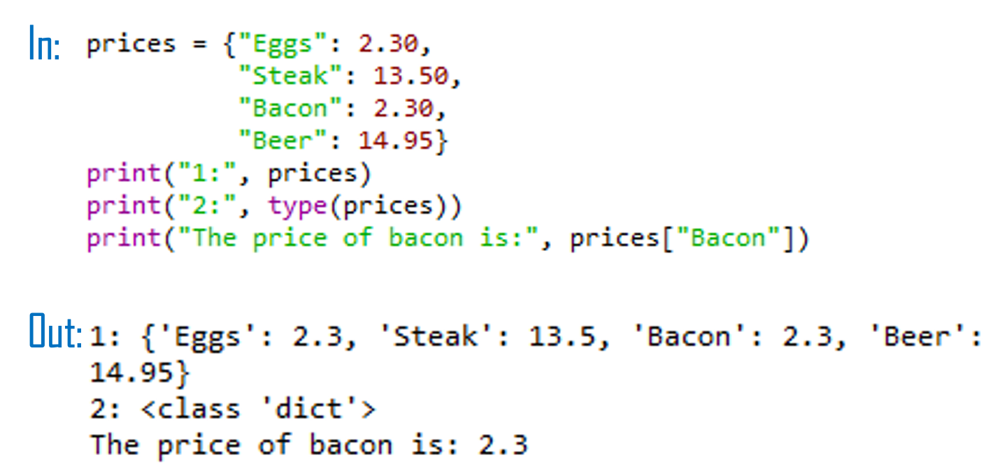 In: prices = {"Eggs": 2.30,
"Steak": 13.50,
"Bacon": 2.30,
"Beer": 14.95}
print("1:", prices)
print("2:", type(prices))
print("The price of bacon is:", prices["Bacon"])
Out: 1: {'Eggs': 2.3, 'Steak': 13.5, 'Bacon': 2.3, 'Beer':
14.95}
2: <class 'dict'>
The price of bacon is: 2.3